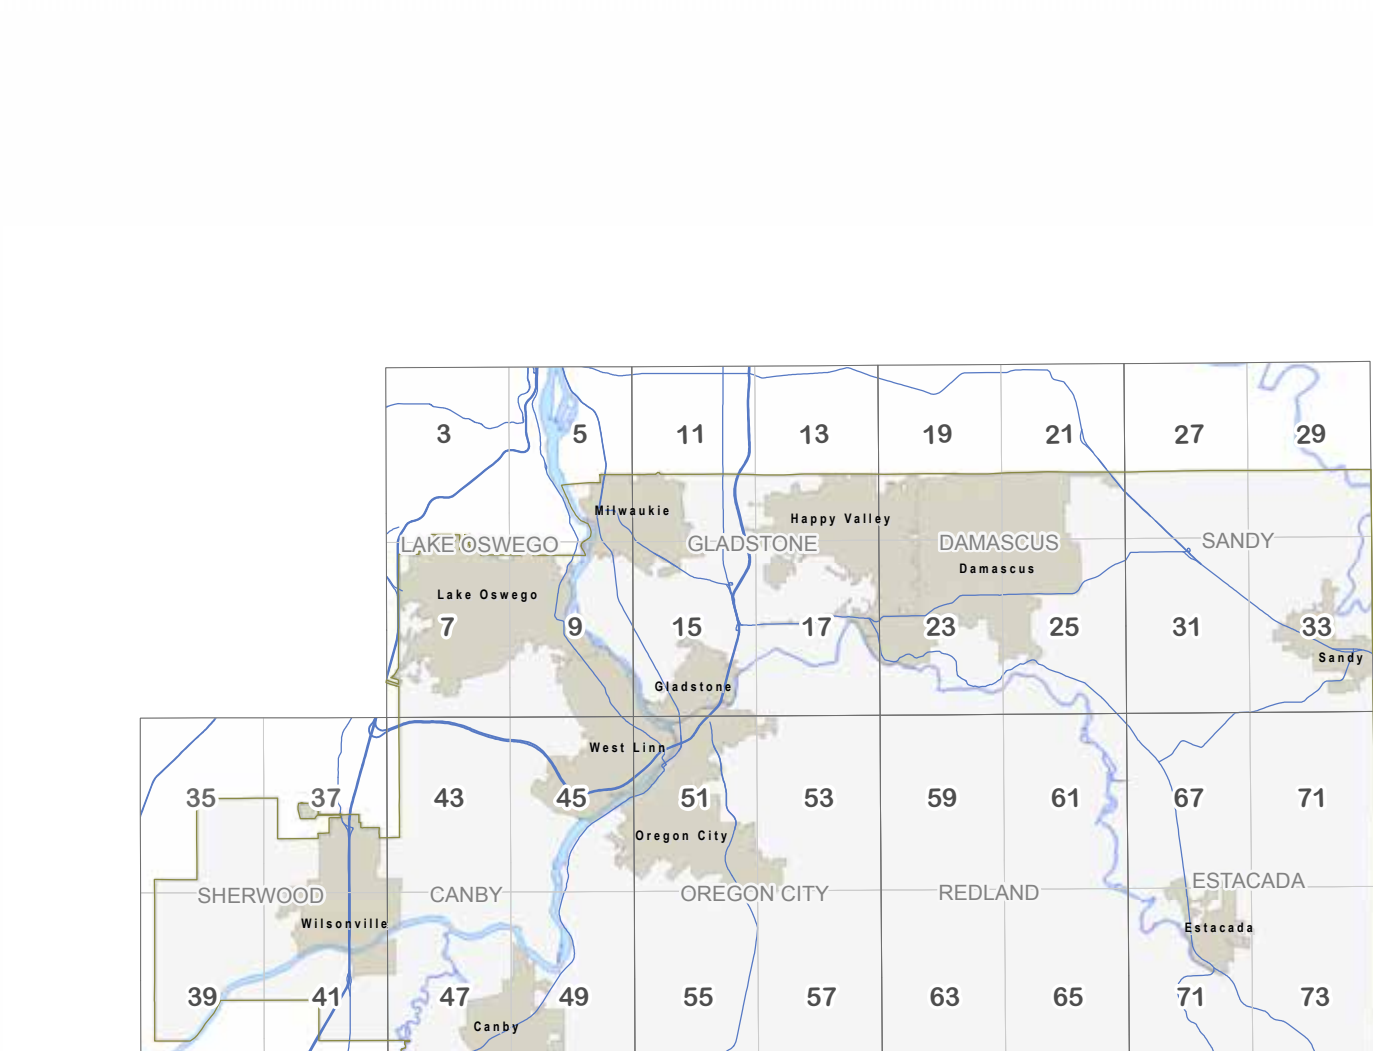 3 5 11 13 19 21 27 29
Milwaukie
Happy Valley
LAKE OSWEGO GLADSTONE DAMASCUS SANDY
Damascus
Lake Oswego
7 9 15 17 23 25 31 33
Sandy
Gladstone
West Linn
35 37 43 45 51 53 59 61 67 71
Oregon City
SHERWOOD CANBY OREGON CITY REDLAND ESTACADA
Wilsonville Estacada
39 41 47 49 55 57 63 65 71 73
Canby